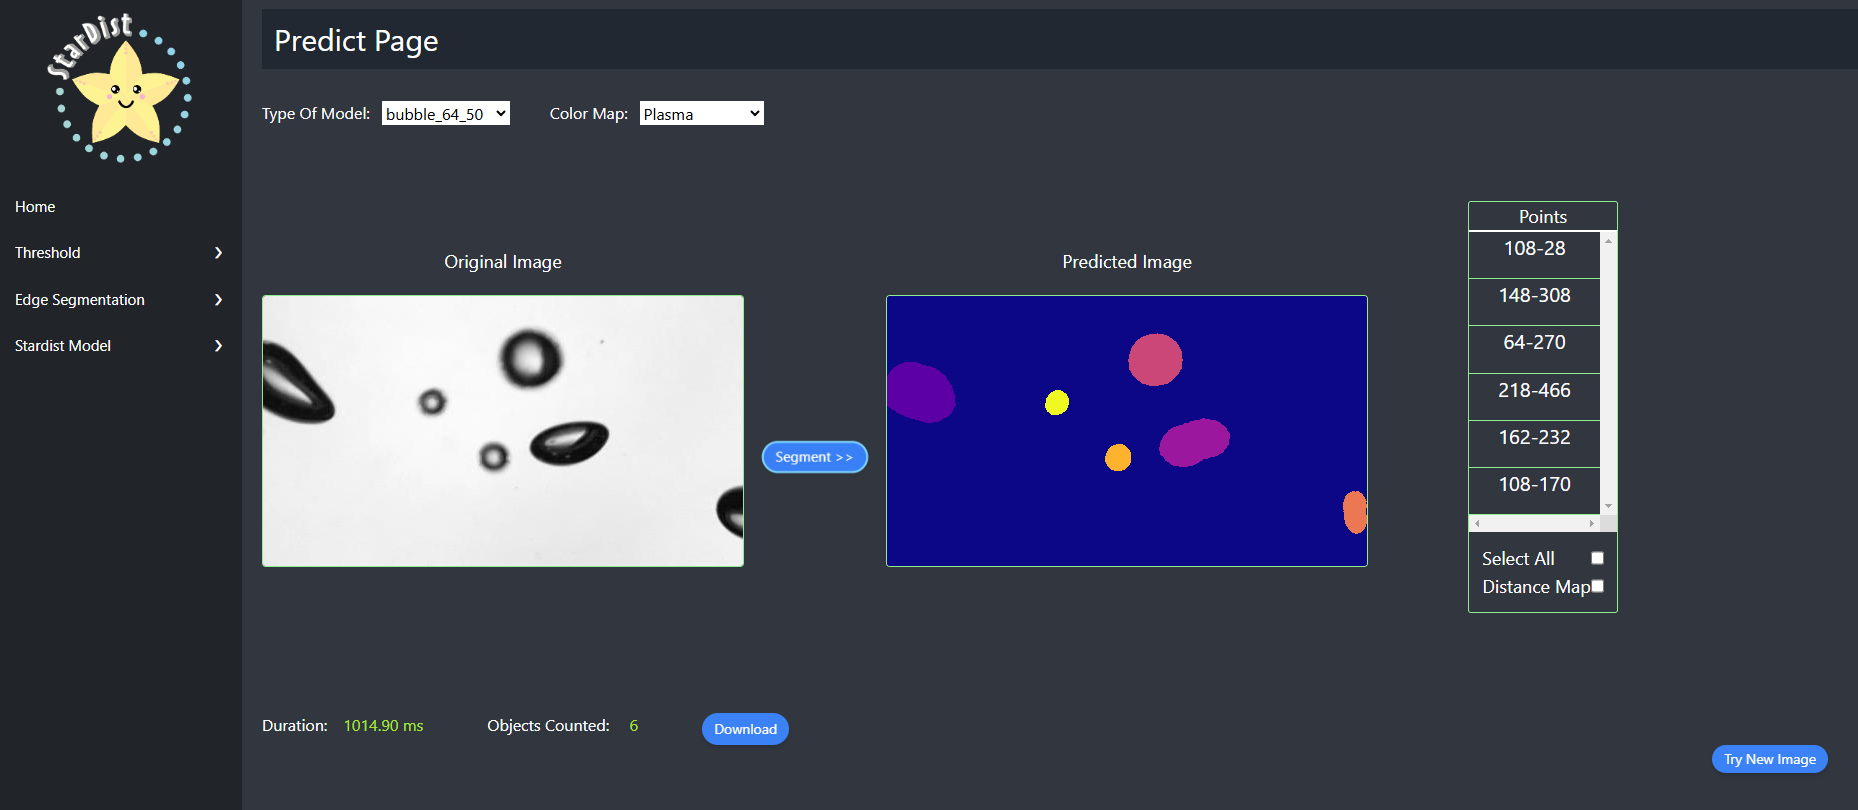 StarDist
Predict Page
Type Of Model: bubble_64_50 Color Map: Plasma
Home
Threshold
Edge Segmentation
Stardist Model
Original Image
Segment >>
Predicted Image
Points
108-28
148-308
64-270
218-466
162-232
108-170
Select All
Distance Map
Duration: 1014.90 ms Objects Counted: 6 Download
Try New Image